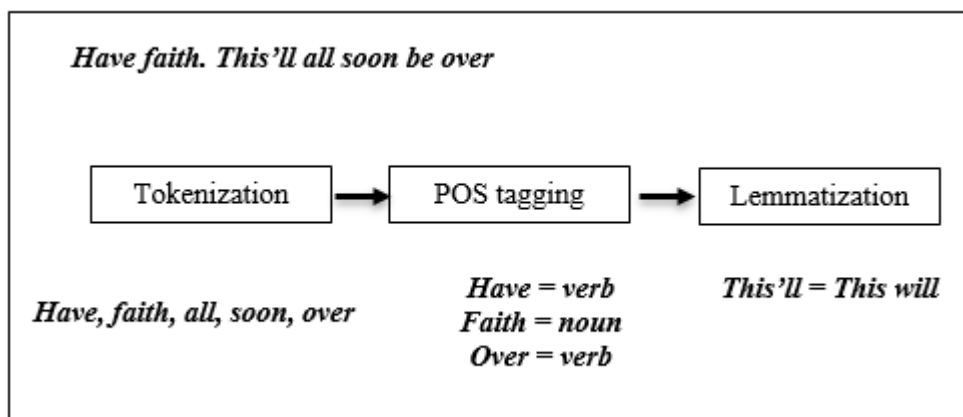 Have faith. This’ll all soon be over
Tokenization
POS tagging
Lemmatization
Have, faith, all, soon, over
Have = verb
Faith = noun
Over = verb
This’ll = This will